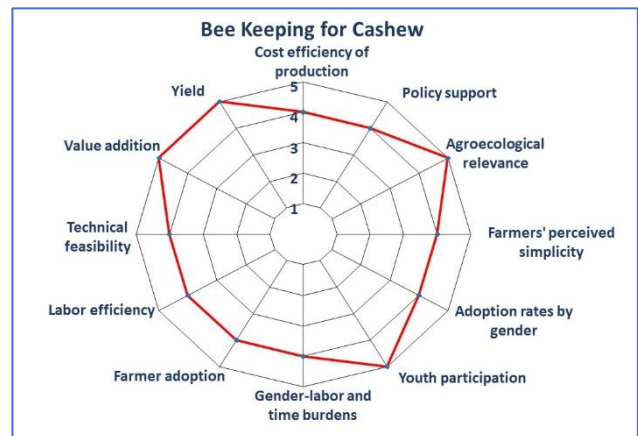 Bee Keeping for Cashew
Cost efficiency of
production
Policy support
Agroecological
relevance
Farmers' perceived
simplicity
Adoption rates by
gender
Youth participation
Gender-labor and
time burdens
Farmer adoption
Labor efficiency
Technical
feasibility
Value addition
Yield
5
4
3
2
1